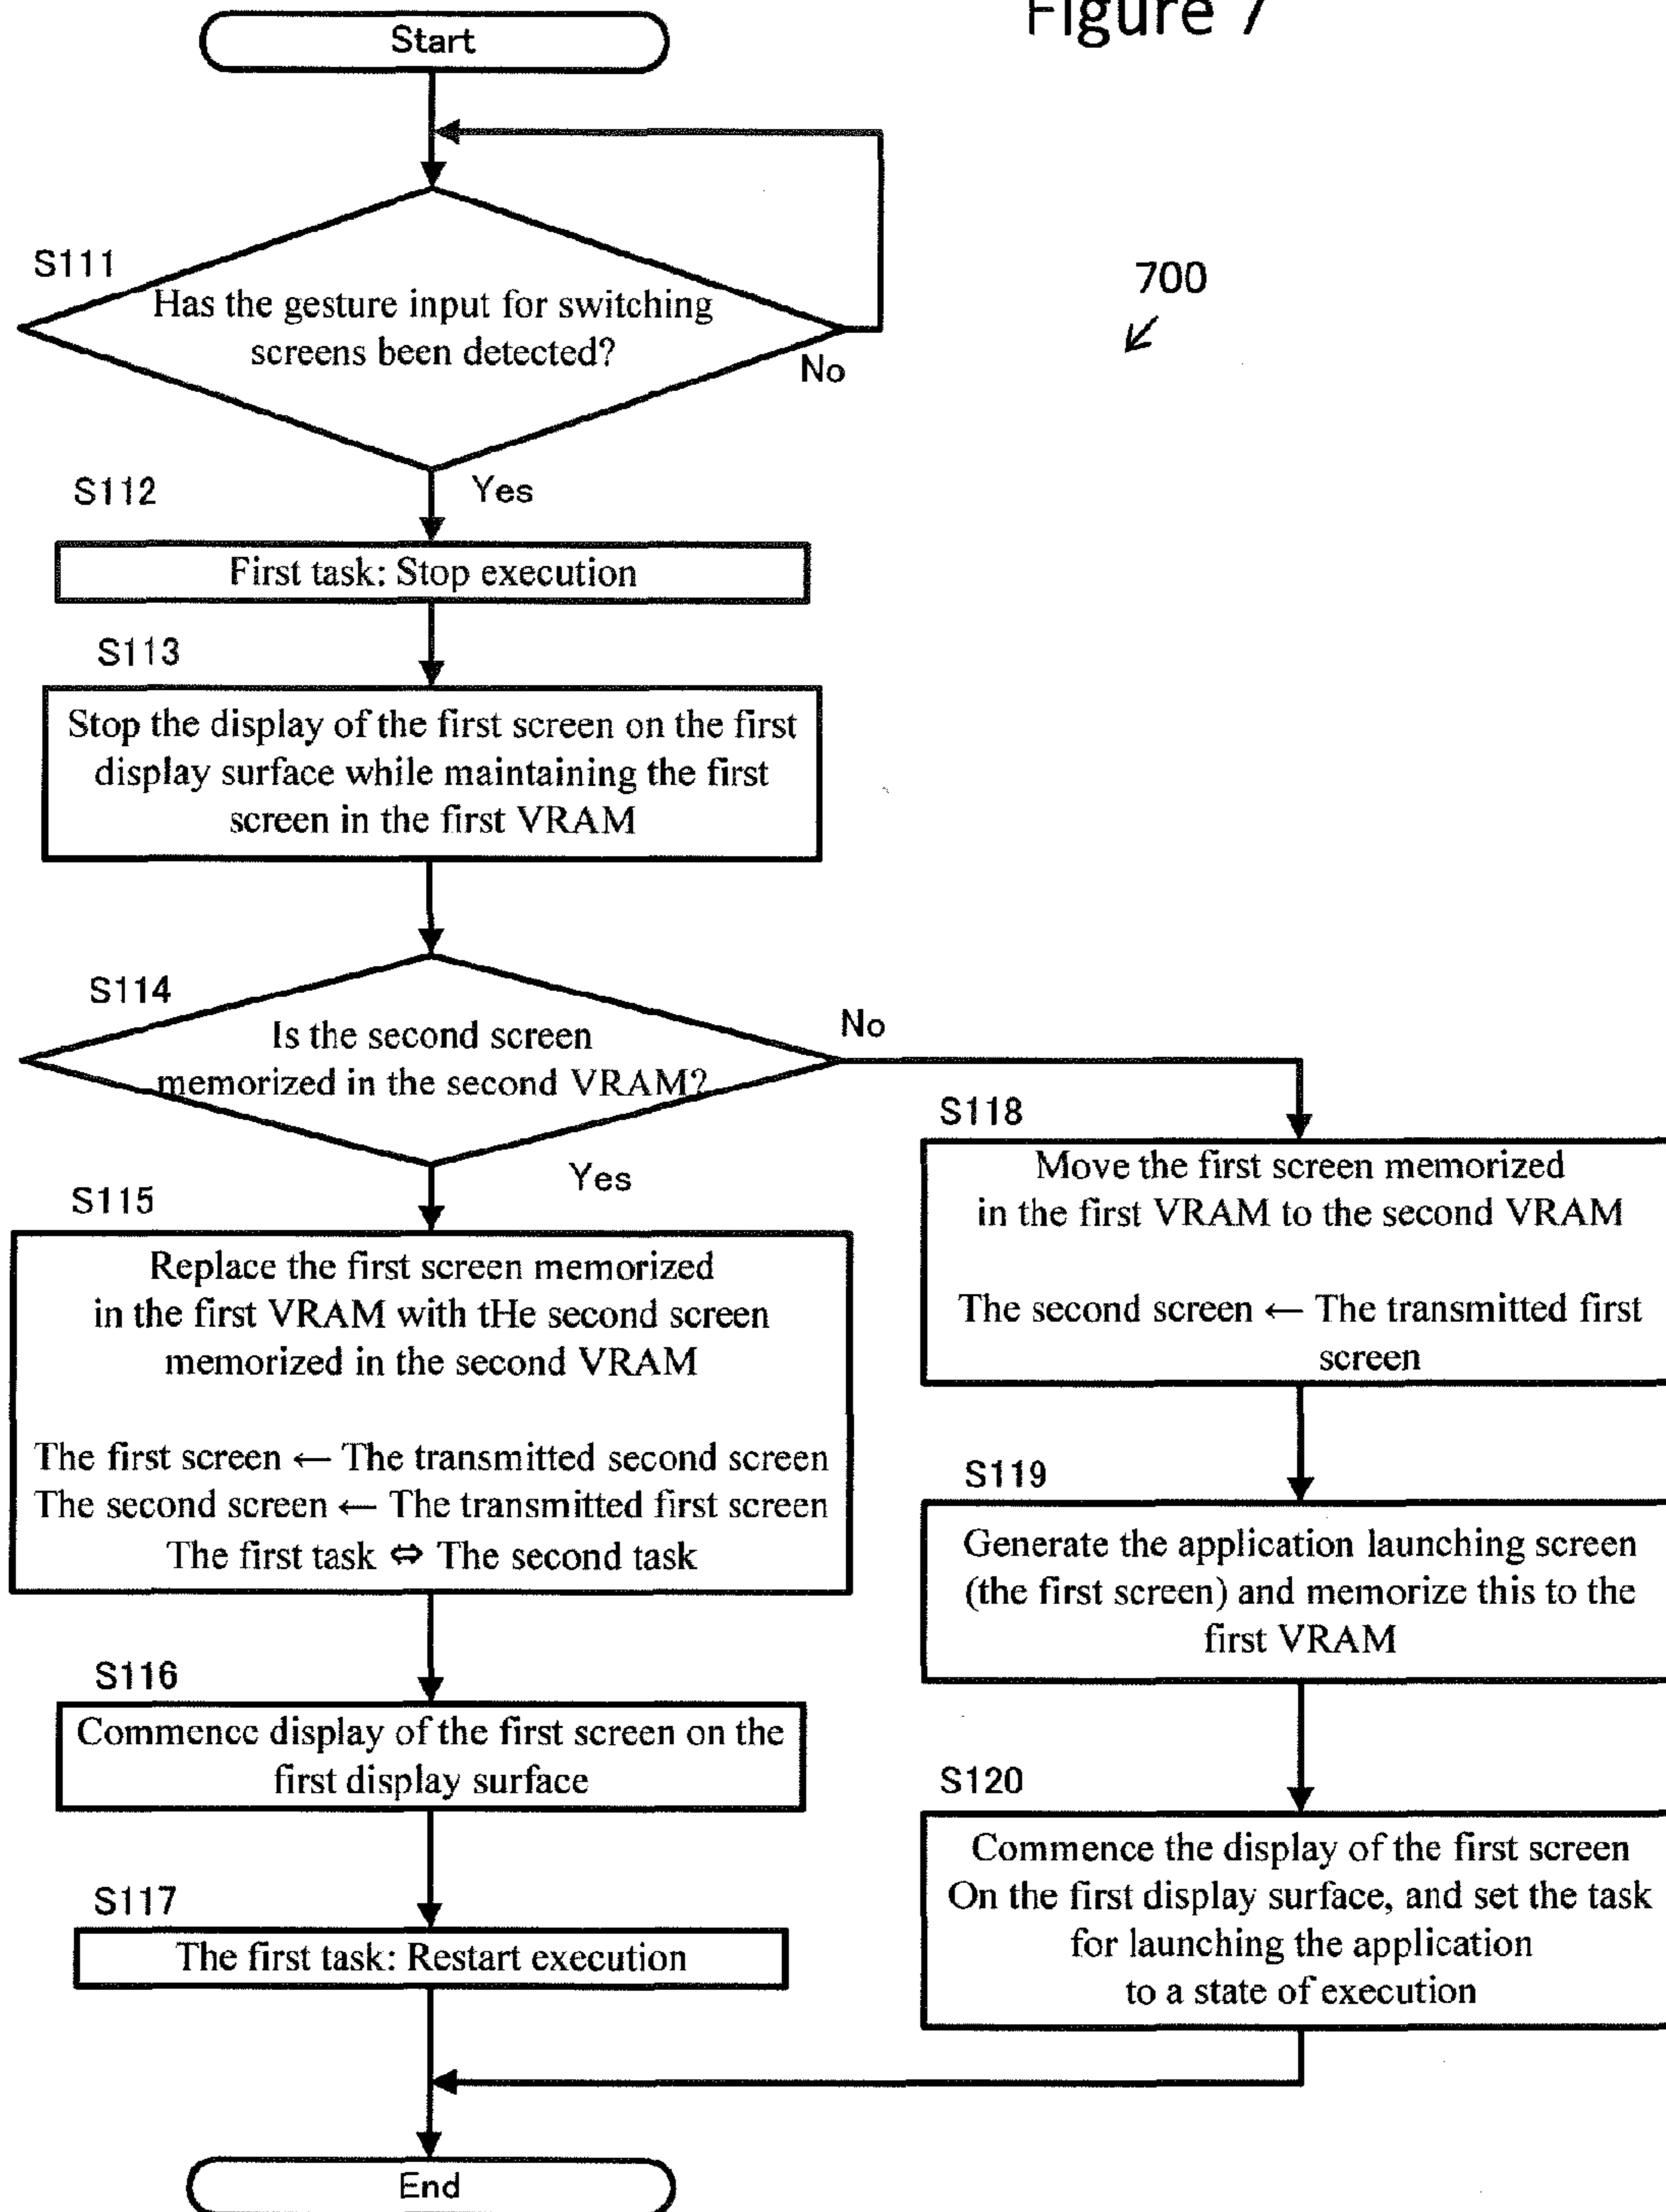 Figure 7
Start
S111
Has the gesture input for switching
screens been detected?
No
700
S112
Yes
First task: Stop execution
S113
Stop the display of the first screen on the first
display surface while maintaining the first
screen in the first VRAM
S114
Is the second screen
memorized in the second VRAM?
No
Yes
S115
Replace the first screen memorized
in the first VRAM with tHe second screen
memorized in the second VRAM
The first screen ← The transmitted second screen
The second screen ← The transmitted first screen
The first task ⇔ The second task
S116
Commence display of the first screen on the
first display surface
S117
The first task: Restart execution
S118
Move the first screen memorized
in the first VRAM to the second VRAM
The second screen ← The transmitted first
screen
S119
Generate the application launching screen
(the first screen) and memorize this to the
first VRAM
S120
Commence the display of the first screen
On the first display surface, and set the task
for launching the application
to a state of execution
End